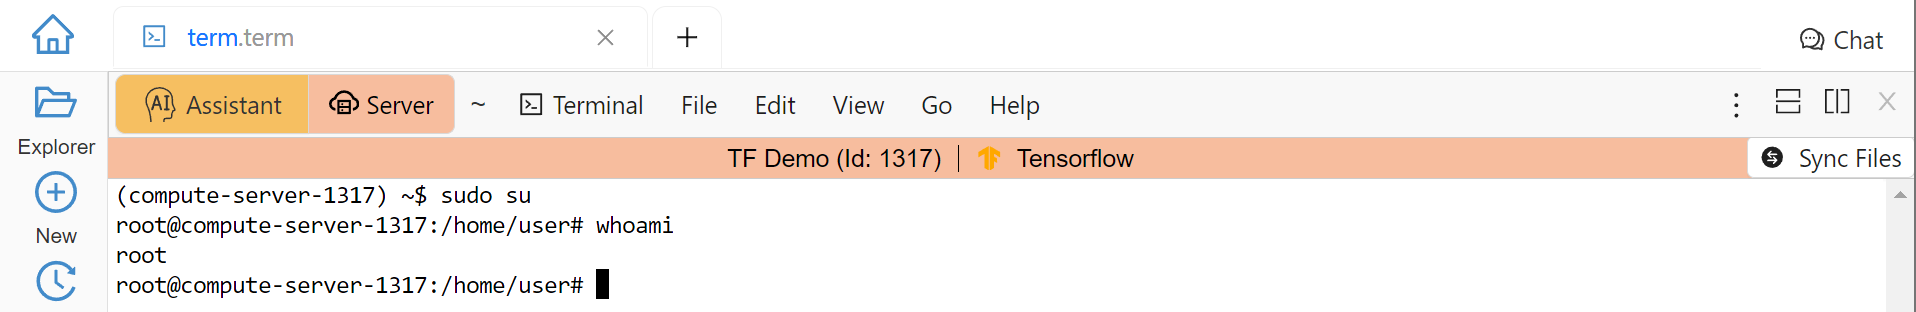 term.term
Chat
AI Assistant Server ~ Terminal File Edit View Go Help
Explorer
New
TF Demo (Id: 1317) Tensorflow
Sync Files
(compute-server-1317) ~$ sudo su
root@compute-server-1317:/home/user# whoami
root
root@compute-server-1317:/home/user#